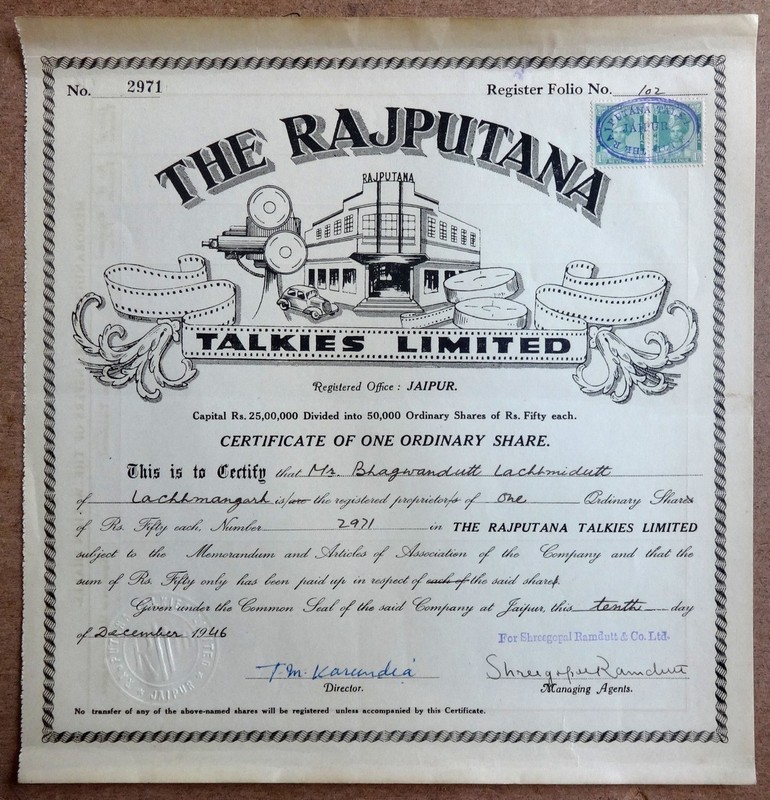 No. 2971 Register Folio No. 102
RAJPUTANA TALK
JAIPUR
THE RAJPUTANA
RAJPUTANA
TALKIES LIMITED
Registered Office : JAIPUR.
Capital Rs. 25,00,000 Divided into 50,000 Ordinary Shares of Rs. Fifty each.
CERTIFICATE OF ONE ORDINARY SHARE.
This is to Certify that Mr. Bhagwandutt Lachhmidutt
of Lachhmangarh is/are the registered proprietor/s of One Ordinary Shares
of Rs. Fifty each, Number 2971 in THE RAJPUTANA TALKIES LIMITED
subject to the Memorandum and Articles of Association of the Company and that the
sum of Rs. Fifty only has been paid up in respect of each of the said shares.
Given under the Common Seal of the said Company at Jaipur, this tenth day
of December 1946
For Shreegopal Ramdutt & Co. Ltd.
JAIPUR
T.M. Karundia Shreegopal Ramdutt
Director. Managing Agents.
No transfer of any of the above-named shares will be registered unless accompanied by this Certificate.